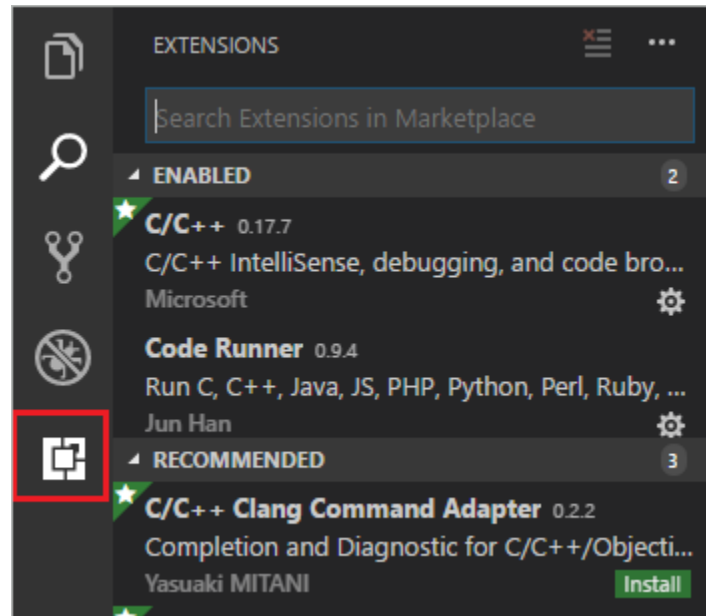 EXTENSIONS
Search Extensions in Marketplace
ENABLED 2
C/C++ 0.17.7
C/C++ IntelliSense, debugging, and code bro...
Microsoft
Code Runner 0.9.4
Run C, C++, Java, JS, PHP, Python, Perl, Ruby, ...
Jun Han
RECOMMENDED 3
C/C++ Clang Command Adapter 0.2.2
Completion and Diagnostic for C/C++/Objecti...
Yasuaki MITANI Install